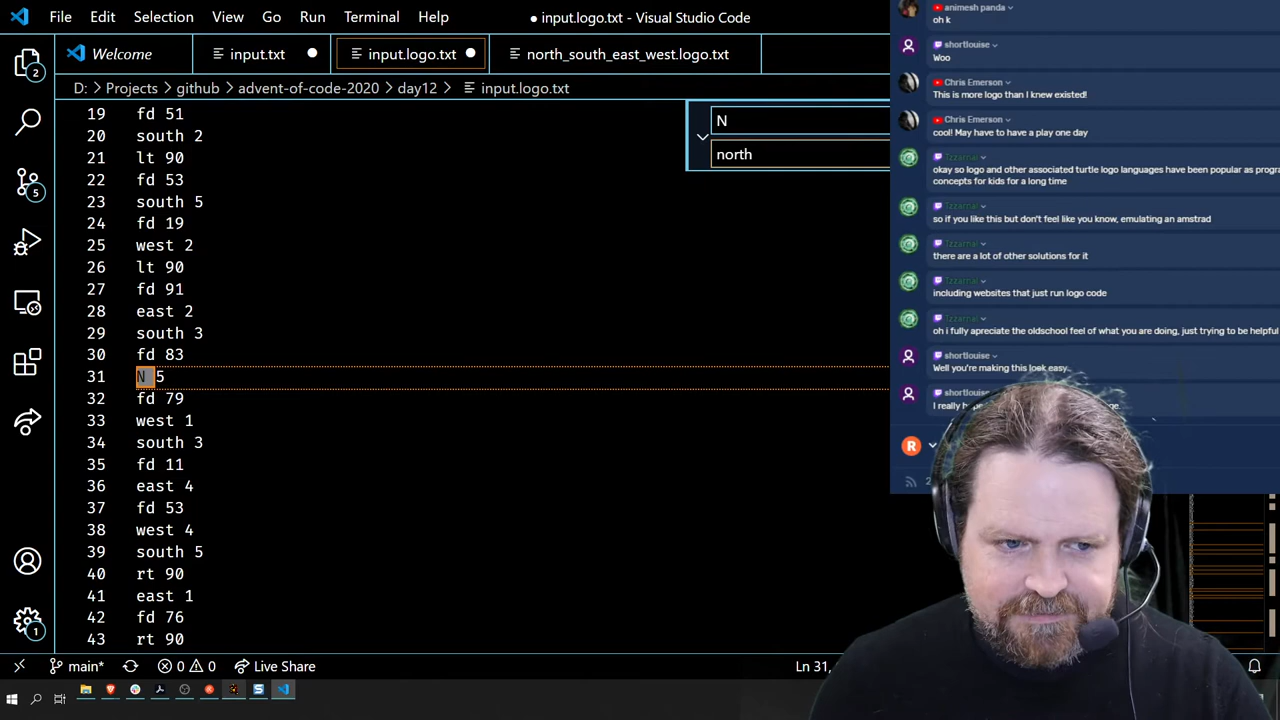 File Edit Selection View Go Run Terminal Help
● input.logo.txt - Visual Studio Code
Welcome
input.txt
input.logo.txt
north_south_east_west.logo.txt
D: > Projects > github > advent-of-code-2020 > day12 > input.logo.txt
19 fd 51
20 south 2
21 lt 90
22 fd 53
23 south 5
24 fd 19
25 west 2
26 lt 90
27 fd 91
28 east 2
29 south 3
30 fd 83
31 N 5
32 fd 79
33 west 1
34 south 3
35 fd 11
36 east 4
37 fd 53
38 west 4
39 south 5
40 rt 90
41 east 1
42 fd 76
43 rt 90
N
north
2
5
1
main*
0
0
Live Share
Ln 31,
animesh panda
oh k
shortlouise
Woo
Chris Emerson
This is more logo than I knew existed!
Chris Emerson
cool! May have to have a play one day
Tzzarnal
okay so logo and other associated turtle logo languages have been popular as
concepts for kids for a long time
Tzzarnal
so if you like this but don't feel like you know, emulating an amstrad
Tzzarnal
there are a lot of other solutions for it
Tzzarnal
including websites that just run logo code
Tzzarnal
oh i fully apreciate the oldschool feel of what you are doing, just trying to be helpful
shortlouise
Well you're making this look easy..
shortlouise
I really
R